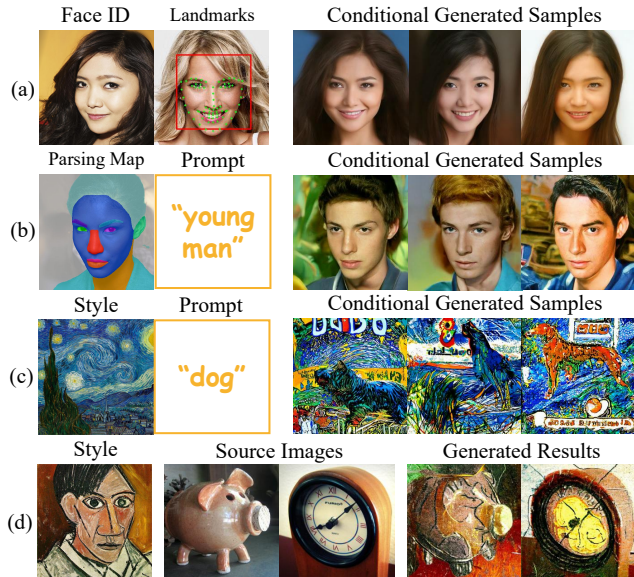 Face ID Landmarks Conditional Generated Samples
(a)
Parsing Map Prompt Conditional Generated Samples
(b) "young
man"
Style Prompt Conditional Generated Samples
(c) "dog"
Style Source Images Generated Results
(d)